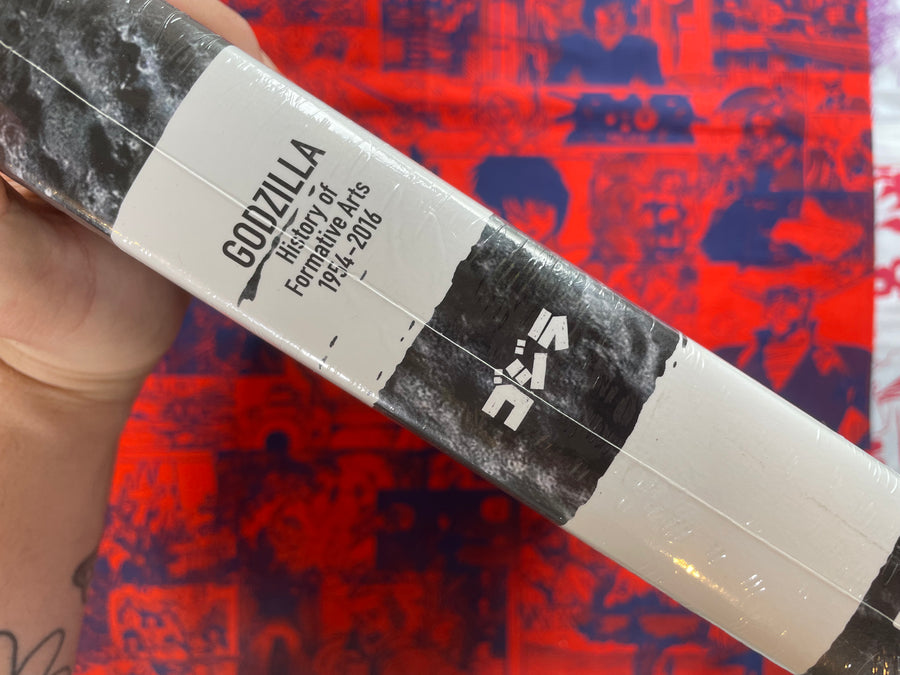 GODZILLA
History of
Formative Arts
1954-2016
ゴジラ